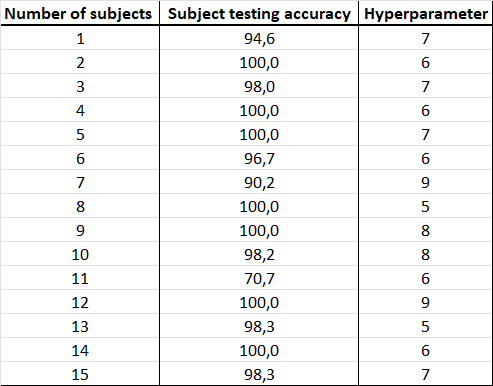 Number of subjects Subject testing accuracy Hyperparameter
1 94,6 7
2 100,0 6
3 98,0 7
4 100,0 6
5 100,0 7
6 96,7 6
7 90,2 9
8 100,0 5
9 100,0 8
10 98,2 8
11 70,7 6
12 100,0 9
13 98,3 5
14 100,0 6
15 98,3 7